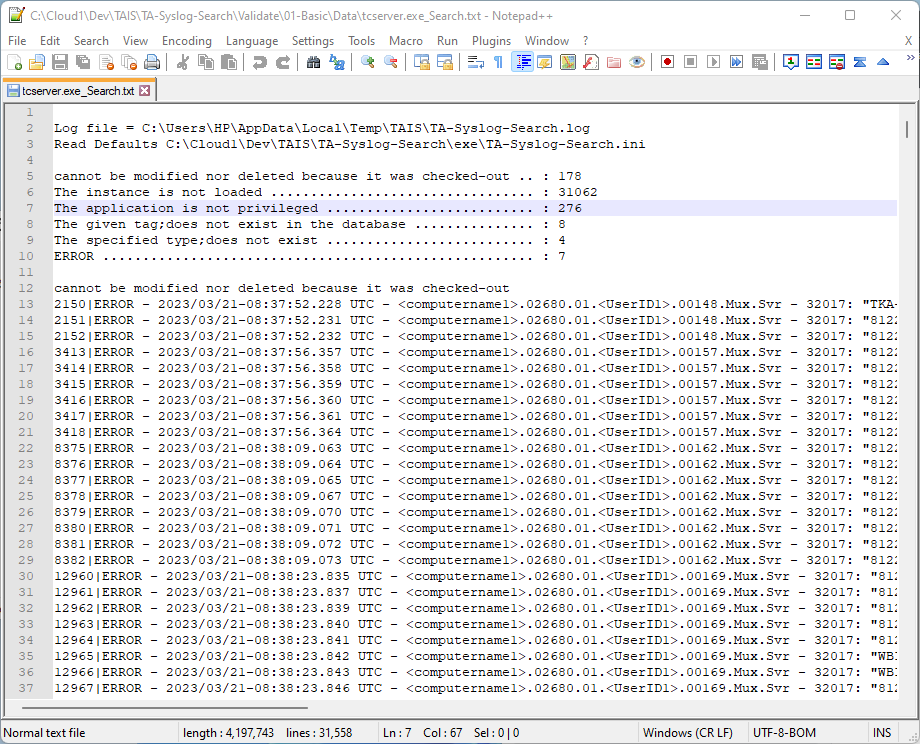 C:\Cloud1\Dev\TAIS\TA-Syslog-Search\Validate\01-Basic\Data\tcserver.exe_Search.txt - Notepad++
File Edit Search View Encoding Language Settings Tools Macro Run Plugins Window ? X
tcserver.exe_Search.txt
1
2 Log file = C:\Users\HP\AppData\Local\Temp\TAIS\TA-Syslog-Search.log
3 Read Defaults C:\Cloud1\Dev\TAIS\TA-Syslog-Search\exe\TA-Syslog-Search.ini
4
5 cannot be modified nor deleted because it was checked-out .. : 178
6 The instance is not loaded ................................. : 31062
7 The application is not privileged .......................... : 276
8 The given tag;does not exist in the database ............... : 8
9 The specified type;does not exist .......................... : 4
10 ERROR ...................................................... : 7
11
12 cannot be modified nor deleted because it was checked-out
13 2150|ERROR - 2023/03/21-08:37:52.228 UTC - <computername1>.02680.01.<UserID1>.00148.Mux.Svr - 32017: "TKA-
14 2151|ERROR - 2023/03/21-08:37:52.231 UTC - <computername1>.02680.01.<UserID1>.00148.Mux.Svr - 32017: "8122
15 2152|ERROR - 2023/03/21-08:37:52.232 UTC - <computername1>.02680.01.<UserID1>.00148.Mux.Svr - 32017: "8122
16 3413|ERROR - 2023/03/21-08:37:56.357 UTC - <computername1>.02680.01.<UserID1>.00157.Mux.Svr - 32017: "8122
17 3414|ERROR - 2023/03/21-08:37:56.358 UTC - <computername1>.02680.01.<UserID1>.00157.Mux.Svr - 32017: "8122
18 3415|ERROR - 2023/03/21-08:37:56.359 UTC - <computername1>.02680.01.<UserID1>.00157.Mux.Svr - 32017: "8122
19 3416|ERROR - 2023/03/21-08:37:56.360 UTC - <computername1>.02680.01.<UserID1>.00157.Mux.Svr - 32017: "8122
20 3417|ERROR - 2023/03/21-08:37:56.361 UTC - <computername1>.02680.01.<UserID1>.00157.Mux.Svr - 32017: "8122
21 3418|ERROR - 2023/03/21-08:37:56.364 UTC - <computername1>.02680.01.<UserID1>.00157.Mux.Svr - 32017: "8122
22 8375|ERROR - 2023/03/21-08:38:09.063 UTC - <computername1>.02680.01.<UserID1>.00162.Mux.Svr - 32017: "8122
23 8376|ERROR - 2023/03/21-08:38:09.064 UTC - <computername1>.02680.01.<UserID1>.00162.Mux.Svr - 32017: "8122
24 8377|ERROR - 2023/03/21-08:38:09.065 UTC - <computername1>.02680.01.<UserID1>.00162.Mux.Svr - 32017: "8122
25 8378|ERROR - 2023/03/21-08:38:09.067 UTC - <computername1>.02680.01.<UserID1>.00162.Mux.Svr - 32017: "8122
26 8379|ERROR - 2023/03/21-08:38:09.070 UTC - <computername1>.02680.01.<UserID1>.00162.Mux.Svr - 32017: "8122
27 8380|ERROR - 2023/03/21-08:38:09.071 UTC - <computername1>.02680.01.<UserID1>.00162.Mux.Svr - 32017: "8122
28 8381|ERROR - 2023/03/21-08:38:09.072 UTC - <computername1>.02680.01.<UserID1>.00162.Mux.Svr - 32017: "8122
29 8382|ERROR - 2023/03/21-08:38:09.073 UTC - <computername1>.02680.01.<UserID1>.00162.Mux.Svr - 32017: "8122
30 12960|ERROR - 2023/03/21-08:38:23.835 UTC - <computername1>.02680.01.<UserID1>.00169.Mux.Svr - 32017: "812
31 12961|ERROR - 2023/03/21-08:38:23.837 UTC - <computername1>.02680.01.<UserID1>.00169.Mux.Svr - 32017: "812
32 12962|ERROR - 2023/03/21-08:38:23.839 UTC - <computername1>.02680.01.<UserID1>.00169.Mux.Svr - 32017: "812
33 12963|ERROR - 2023/03/21-08:38:23.840 UTC - <computername1>.02680.01.<UserID1>.00169.Mux.Svr - 32017: "812
34 12964|ERROR - 2023/03/21-08:38:23.841 UTC - <computername1>.02680.01.<UserID1>.00169.Mux.Svr - 32017: "812
35 12965|ERROR - 2023/03/21-08:38:23.842 UTC - <computername1>.02680.01.<UserID1>.00169.Mux.Svr - 32017: "WB
36 12966|ERROR - 2023/03/21-08:38:23.843 UTC - <computername1>.02680.01.<UserID1>.00169.Mux.Svr - 32017: "WB
37 12967|ERROR - 2023/03/21-08:38:23.846 UTC - <computername1>.02680.01.<UserID1>.00169.Mux.Svr - 32017: "812
Normal text file length : 4,197,743 lines : 31,558 Ln : 7 Col : 67 Sel : 0 | 0 Windows (CR LF) UTF-8-BOM INS